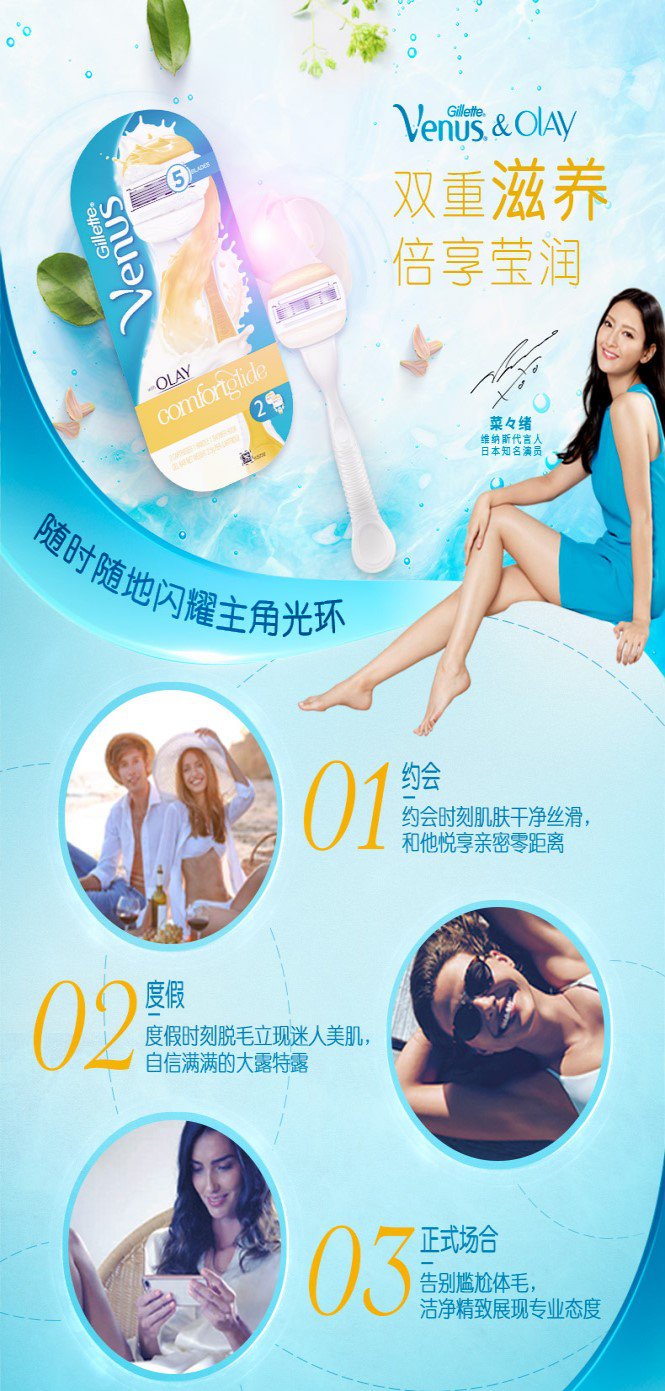 Gillette
Venus & OLAY
双重滋养
倍享莹润
5 BLADES
Gillette
Venus
WITH OLAY
comfortglide
2
菜々绪
维纳斯代言人
日本知名演员
随时随地闪耀主角光环
01 约会
约会时刻肌肤干净丝滑，
和他悦享亲密零距离
02 度假
度假时刻脱毛立现迷人美肌，
自信满满的大露特露
03 正式场合
告别尴尬体毛，
洁净精致展现专业态度